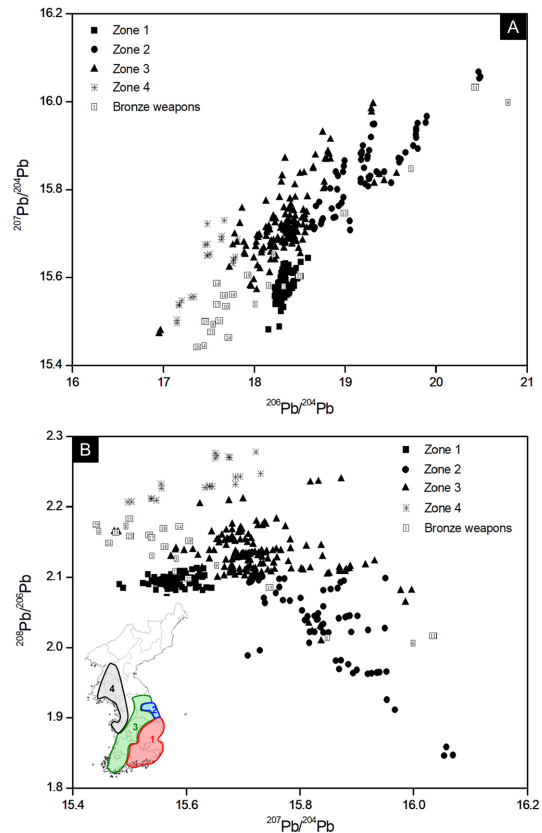 A
Zone 1
Zone 2
Zone 3
Zone 4
Bronze weapons
16.2
16.0
15.8
15.6
15.4
207Pb/204Pb
16 17 18 19 20 21
206Pb/204Pb
B
Zone 1
Zone 2
Zone 3
Zone 4
Bronze weapons
2.3
2.2
2.1
2.0
1.9
1.8
208Pb/206Pb
4
2
3
1
15.4 15.6 15.8 16.0 16.2
207Pb/204Pb